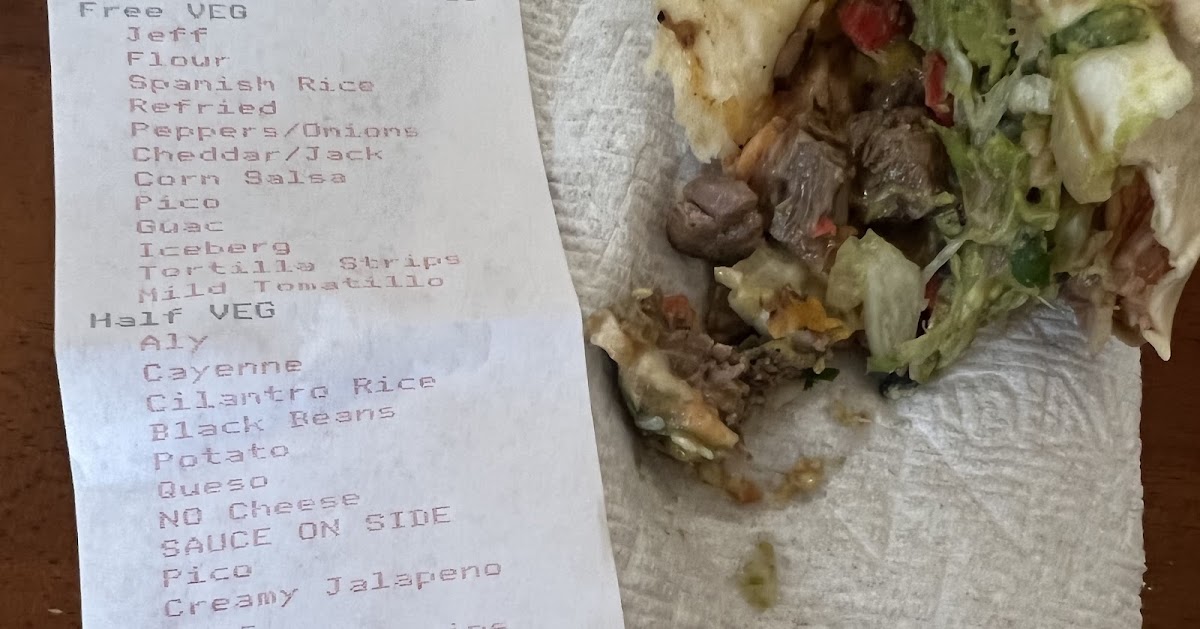 Free VEG
Jeff
Flour
Spanish Rice
Refried
Peppers/Onions
Cheddar/Jack
Corn Salsa
Pico
Guac
Iceberg
Tortilla Strips
Mild Tomatillo
Half VEG
Aly
Cayenne
Cilantro Rice
Black Beans
Potato
Queso
NO Cheese
SAUCE ON SIDE
Pico
Creamy Jalapeno